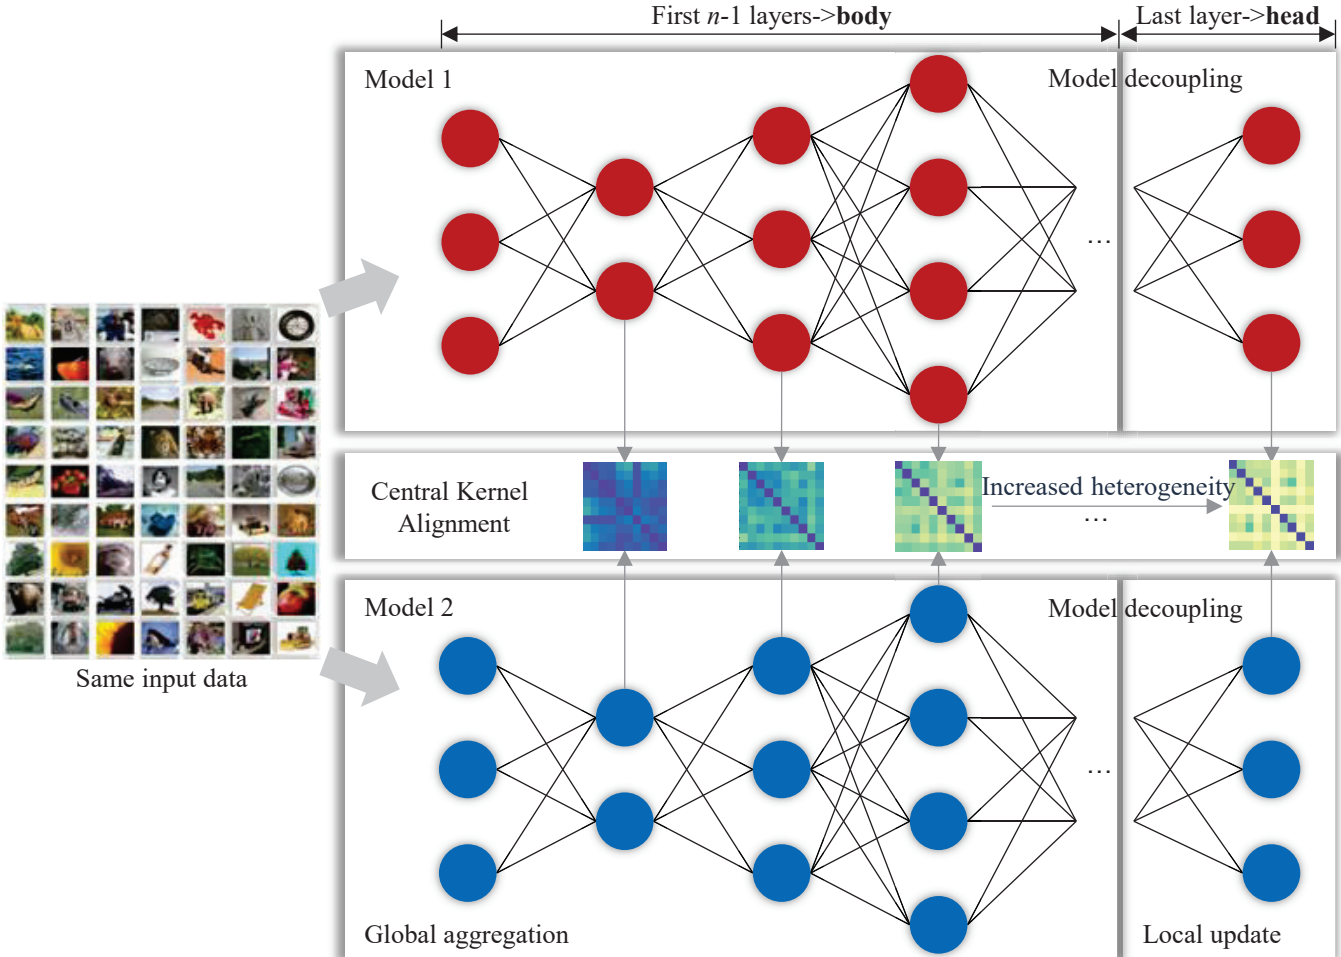 First n-1 layers->body
Last layer->head
Model 1
Model decoupling
...
Central Kernel
Alignment
Increased heterogeneity
...
Same input data
Model 2
Model decoupling
...
Global aggregation
Local update